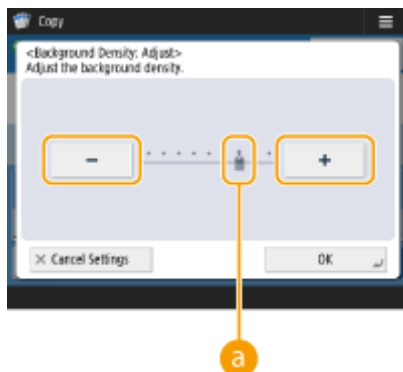 Copy
<Background Density: Adjust>
Adjust the background density.
- +
× Cancel Settings OK
a